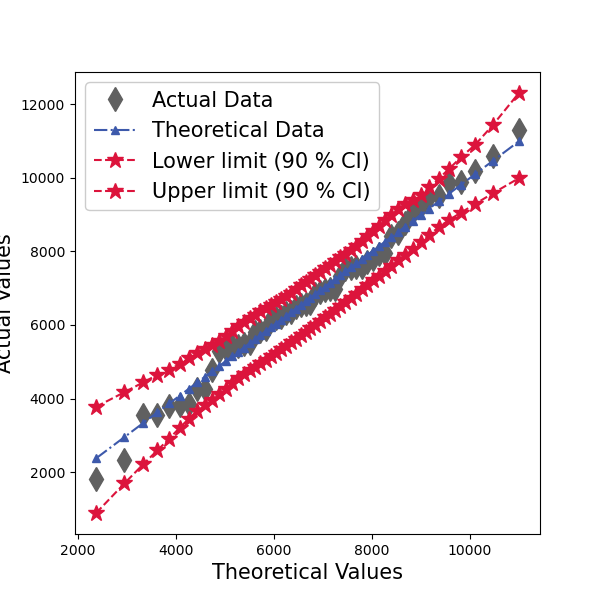 Actual Data
Theoretical Data
Lower limit (90 % CI)
Upper limit (90 % CI)
12000
10000
8000
6000
4000
2000
Actual Values
2000 4000 6000 8000 10000
Theoretical Values